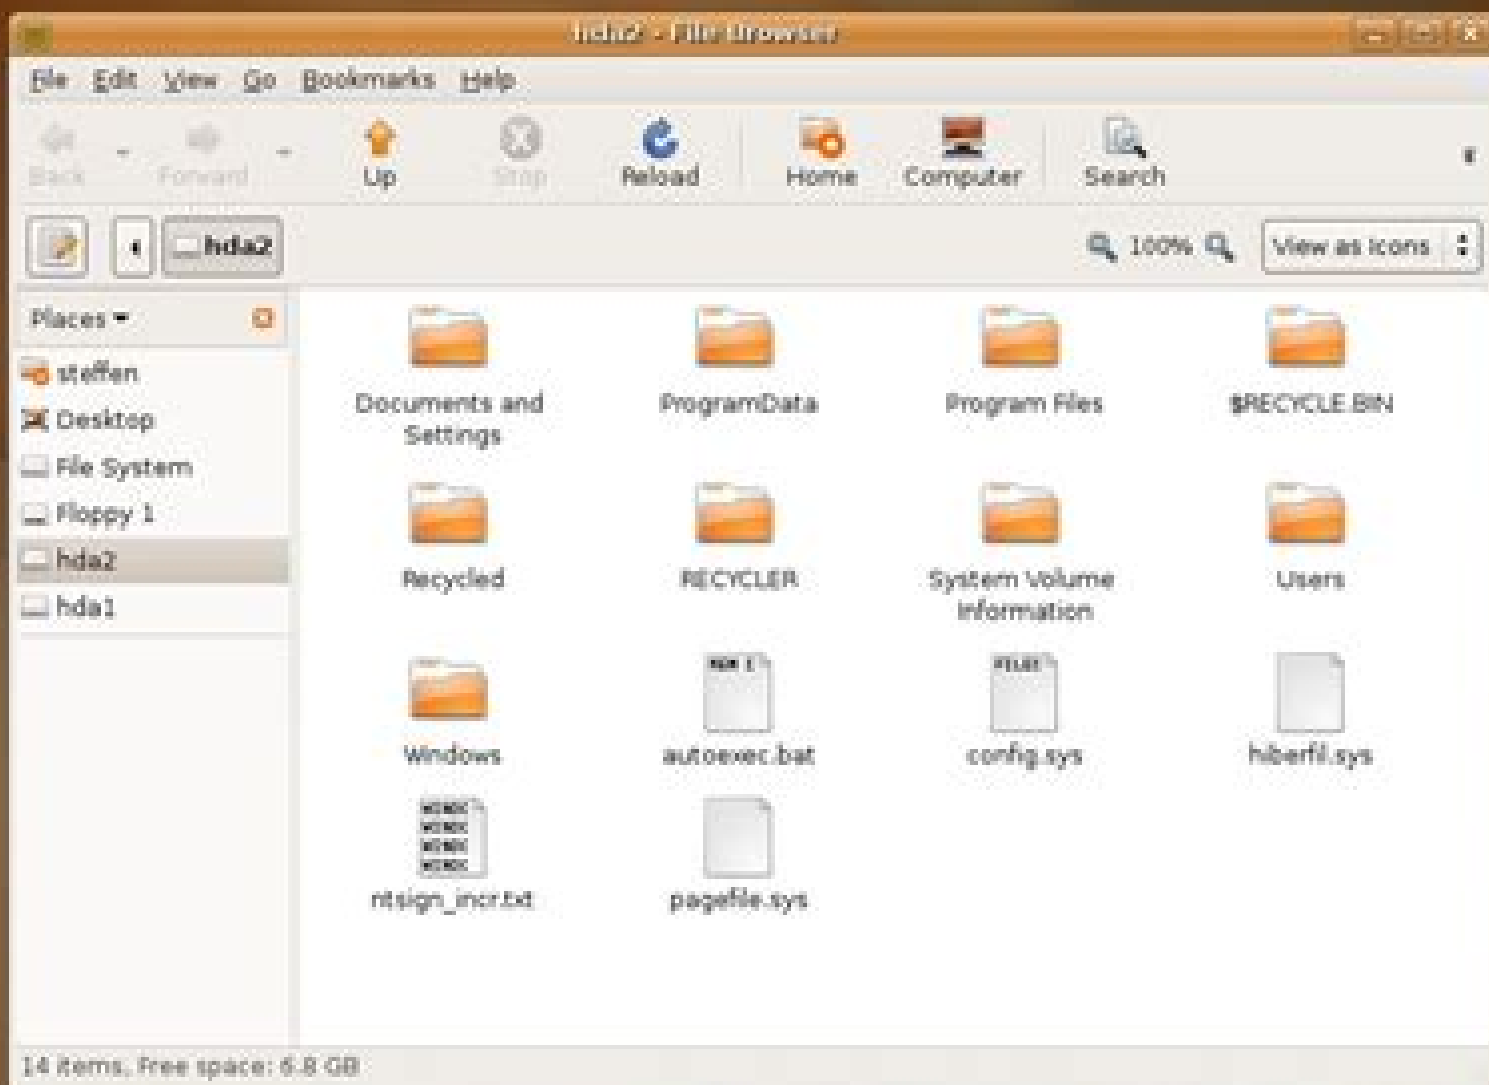 hda2 - File Browser
File Edit View Go Bookmarks Help
Back Forward Up Stop Reload Home Computer Search
hda2 100% View as Icons
Places
steffen
Desktop
File System
Floppy 1
hda2
hda1
Documents and Settings
ProgramData
Program Files
$RECYCLE.BIN
Recycled
RECYCLER
System Volume Information
Users
Windows
autoexec.bat
config.sys
hiberfil.sys
ntsign_incr.txt
pagefile.sys
14 items, Free space: 6.8 GB